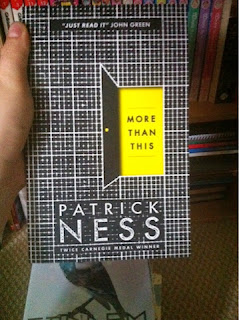 "JUST READ IT" JOHN GREEN
MORE
THAN
THIS
PATRICK
NESS
TWICE CARNEGIE MEDAL WINNER